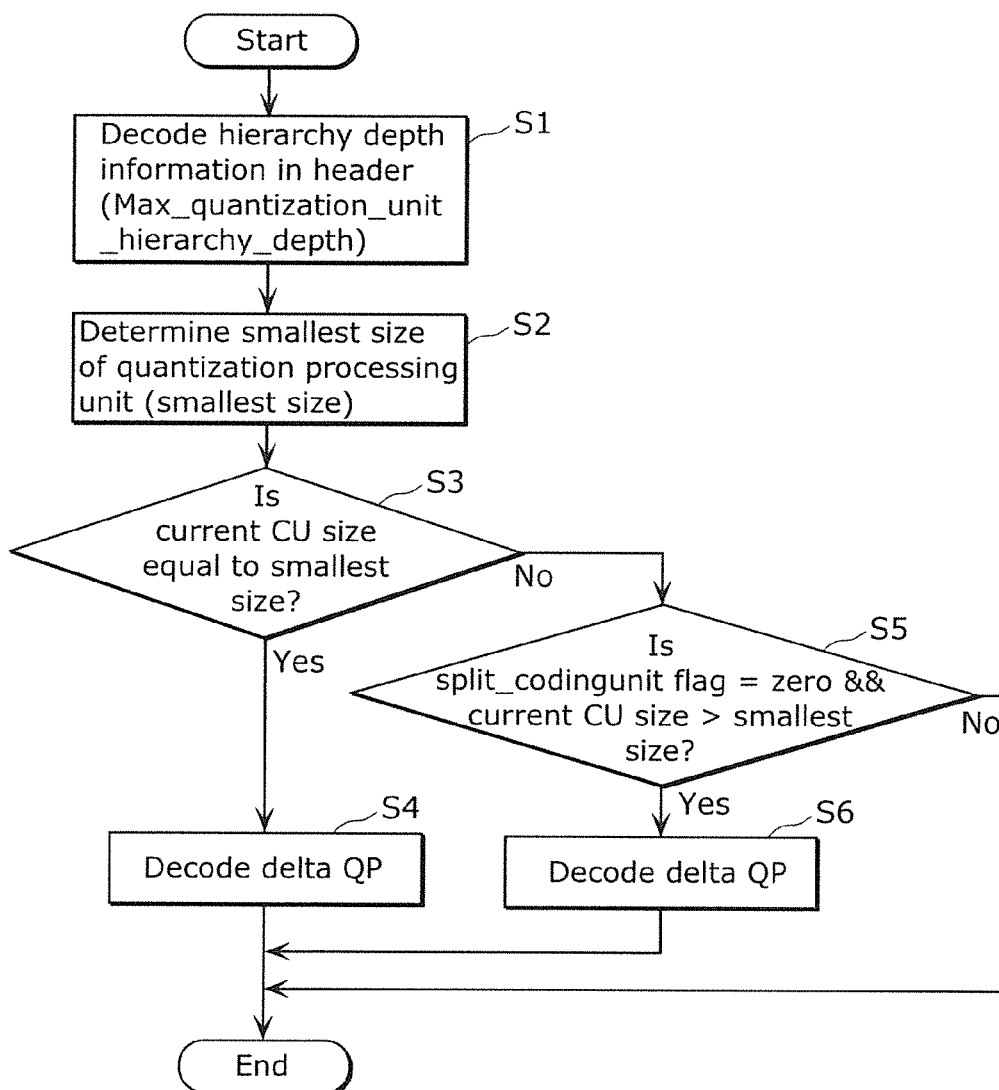 Start
S1
Decode hierarchy depth
information in header
(Max_quantization_unit
_hierarchy_depth)
S2
Determine smallest size
of quantization processing
unit (smallest size)
S3
Is
current CU size
equal to smallest
size?
No
Yes
S5
Is
split_codingunit flag = zero &&
current CU size > smallest
size?
No
Yes
S4
Decode delta QP
S6
Decode delta QP
End